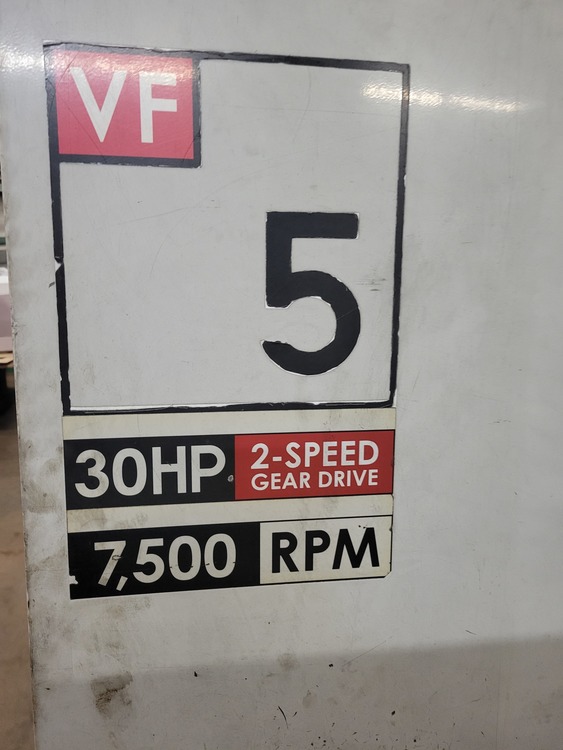 VF
5
30HP 2-SPEED
GEAR DRIVE
7,500 RPM